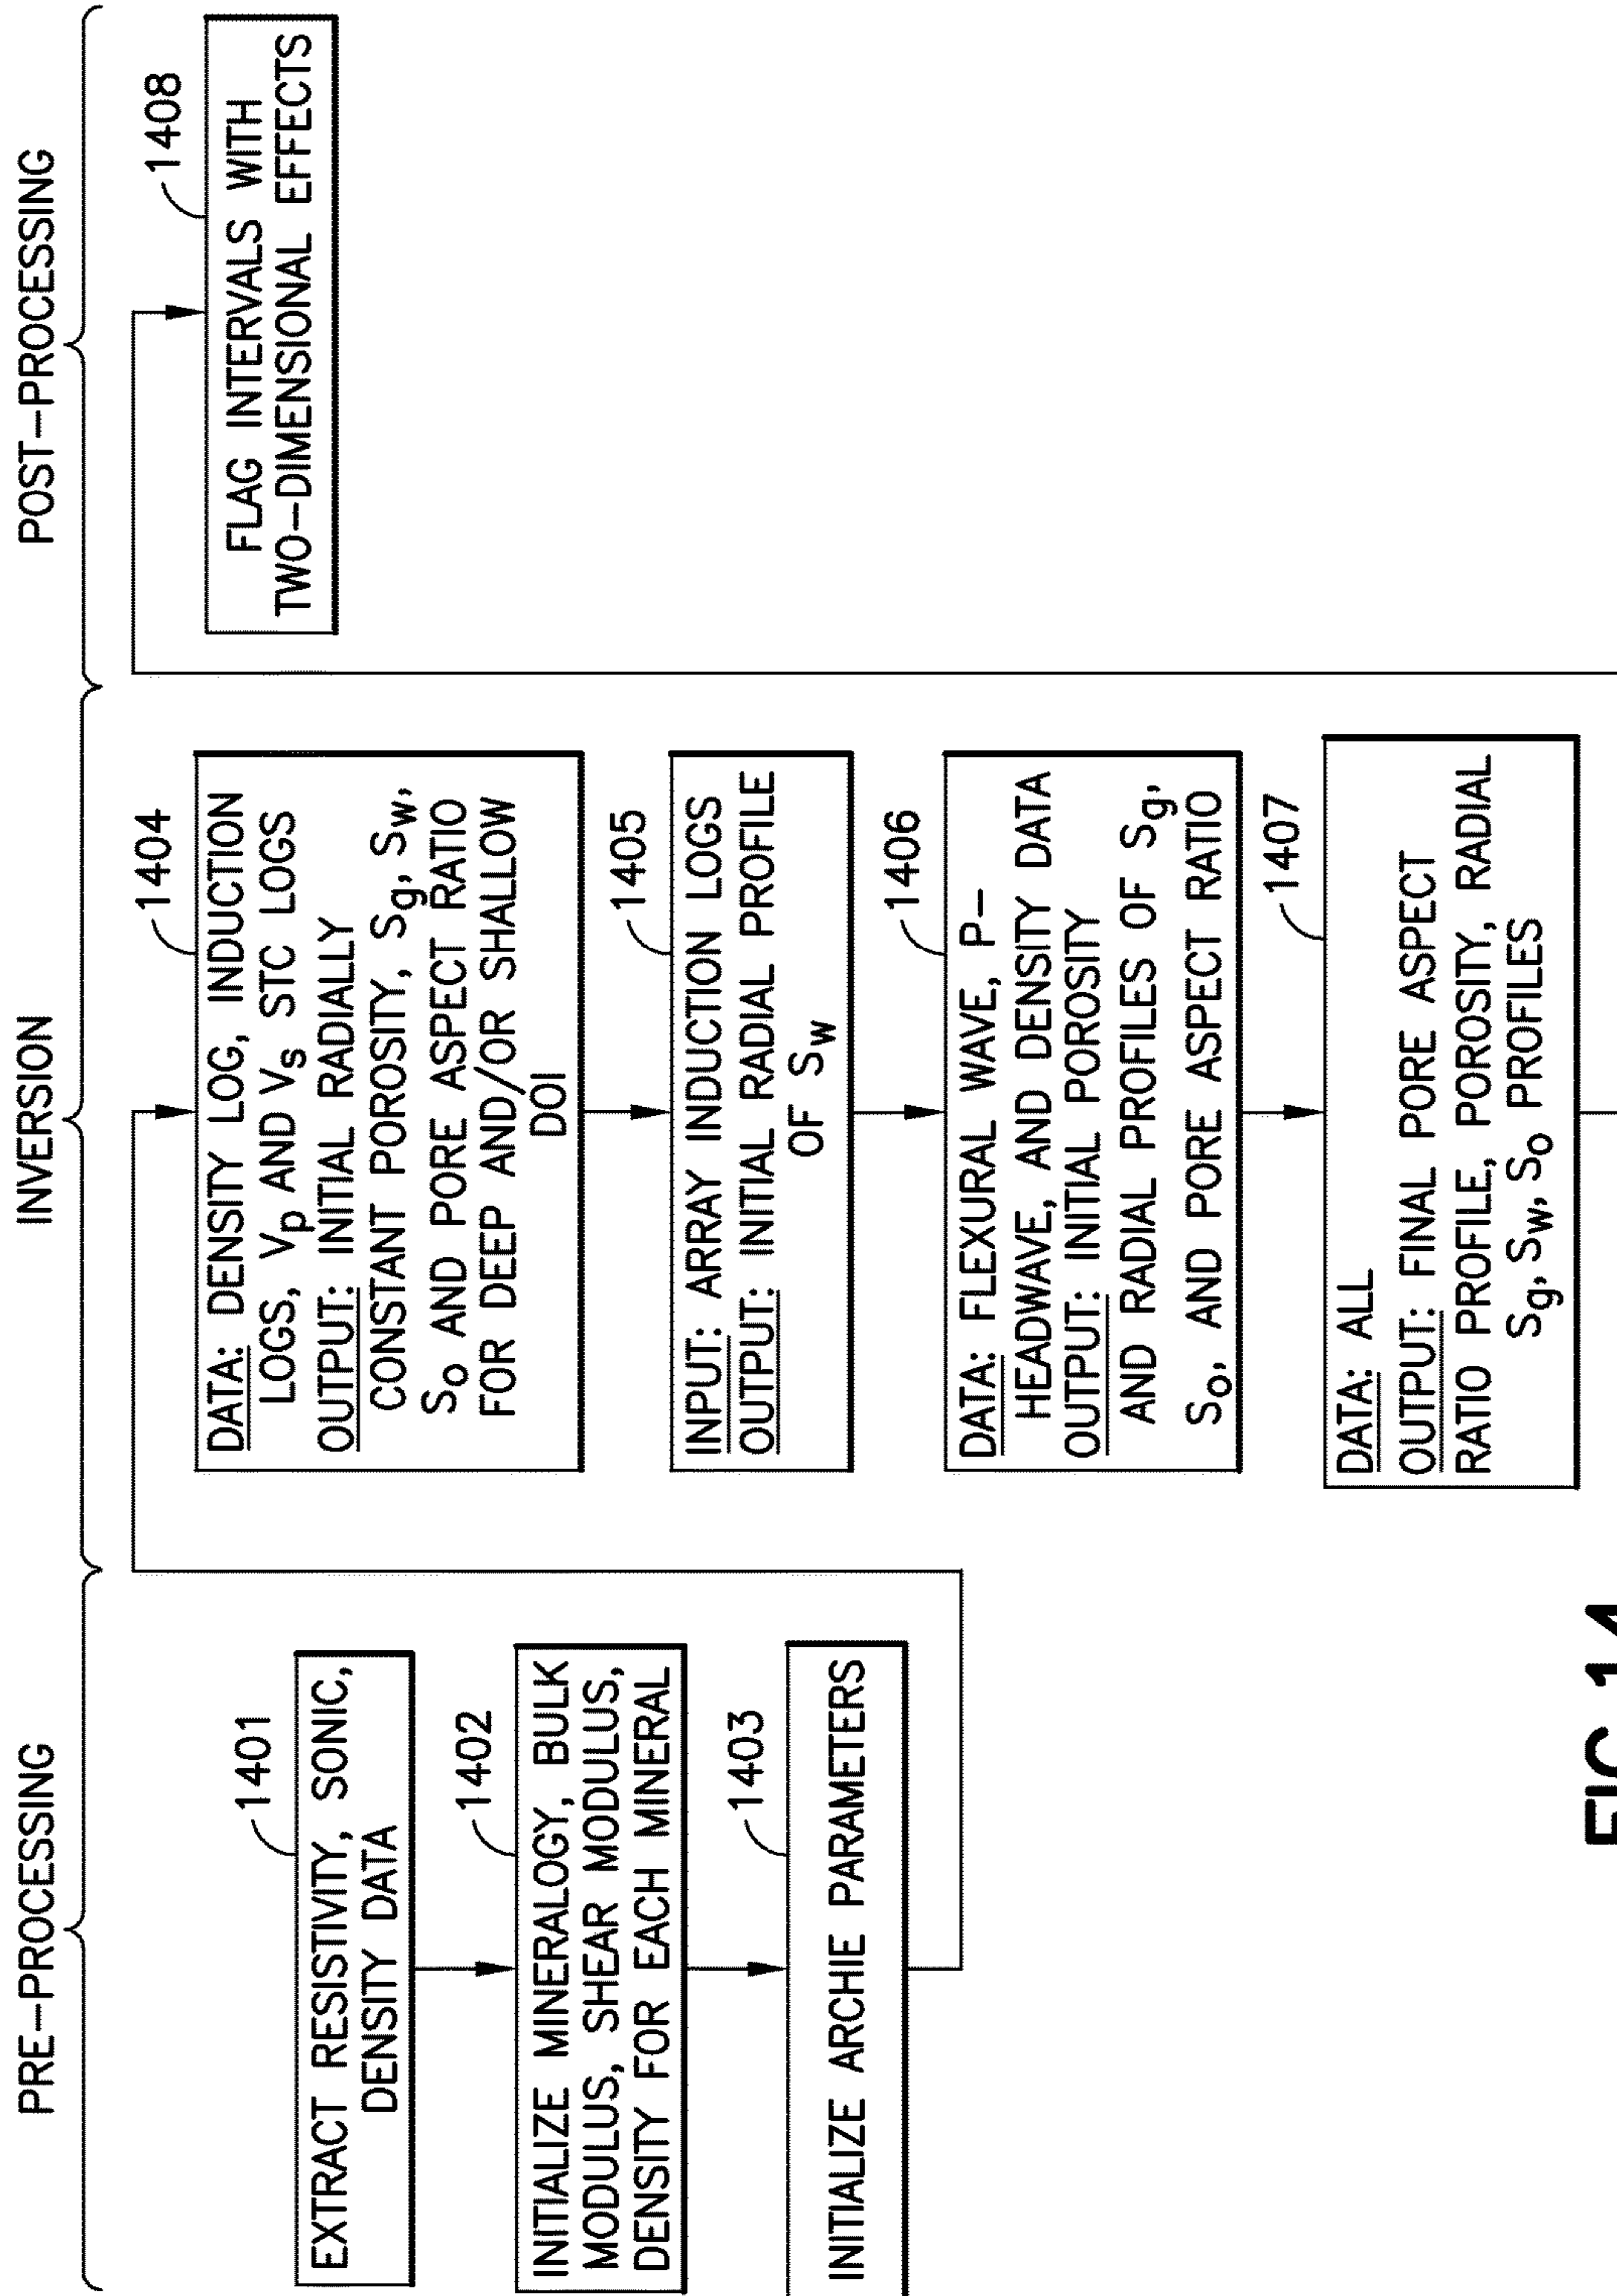 PRE–PROCESSING
1401
EXTRACT RESISTIVITY, SONIC,
DENSITY DATA
1402
INITIALIZE MINERALOGY, BULK
MODULUS, SHEAR MODULUS,
DENSITY FOR EACH MINERAL
1403
INITIALIZE ARCHIE PARAMETERS
INVERSION
1404
DATA: DENSITY LOG, INDUCTION
LOGS, Vp AND Vs STC LOGS
OUTPUT: INITIAL RADIALLY
CONSTANT POROSITY, Sg, Sw,
So AND PORE ASPECT RATIO
FOR DEEP AND/OR SHALLOW
DOI
1405
INPUT: ARRAY INDUCTION LOGS
OUTPUT: INITIAL RADIAL PROFILE
OF Sw
1406
DATA: FLEXURAL WAVE, P–
HEADWAVE, AND DENSITY DATA
OUTPUT: INITIAL POROSITY
AND RADIAL PROFILES OF Sg,
So, AND PORE ASPECT RATIO
1407
DATA: ALL
OUTPUT: FINAL PORE ASPECT
RATIO PROFILE, POROSITY, RADIAL
Sg, Sw, So PROFILES
POST–PROCESSING
1408
FLAG INTERVALS WITH
TWO–DIMENSIONAL EFFECTS
FIG.14